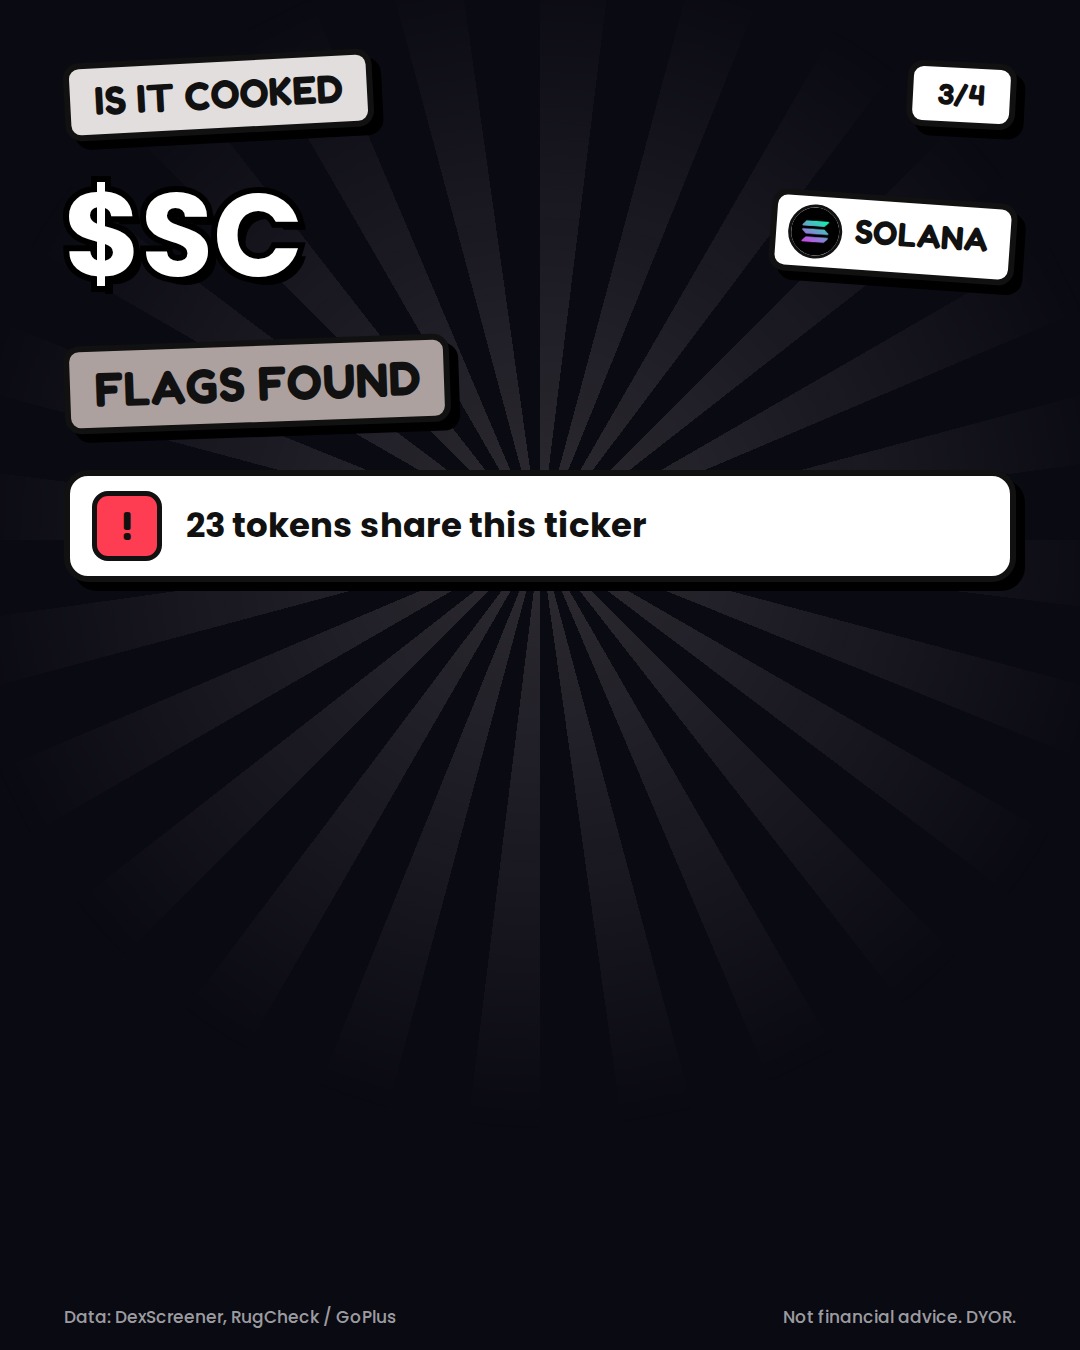 IS IT COOKED
3/4
$SC
SOLANA
FLAGS FOUND
! 23 tokens share this ticker
Data: DexScreener, RugCheck / GoPlus
Not financial advice. DYOR.